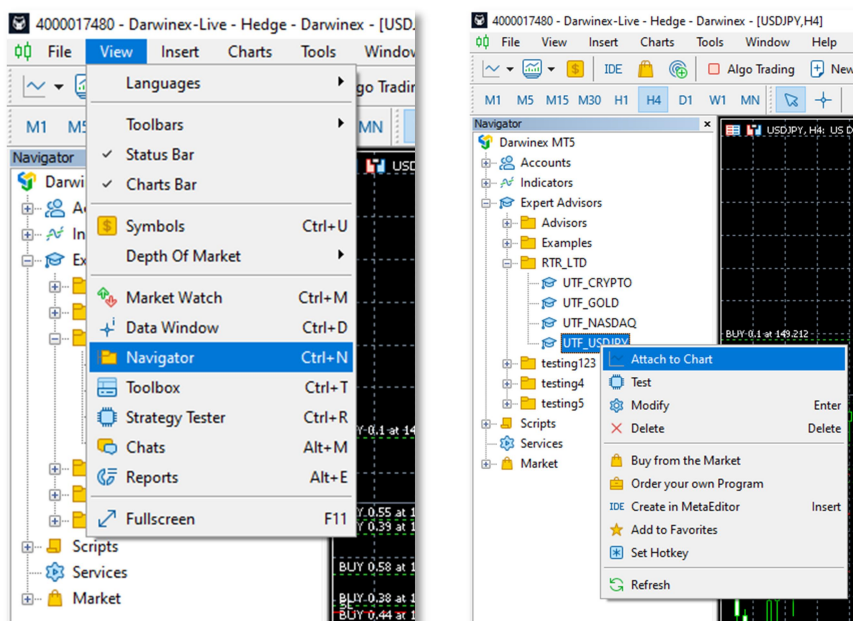 4000017480 - Darwinex-Live - Hedge - Darwinex - [USD.
File View Insert Charts Tools Window
Languages
go Tradin
M1
MN
Toolbars
Status Bar
Charts Bar
Navigator
Darwi
USD
Symbols Ctrl+U
Depth Of Market
Market Watch Ctrl+M
Data Window Ctrl+D
Navigator Ctrl+N
Toolbox Ctrl+T
Strategy Tester Ctrl+R
Chats Alt+M
Reports Alt+E
Fullscreen F11
Y-0.1 at 14
Y 0.55 at 1
Y 0.39 at 1
BUY 0.58 at 1
BUY 0.38 at 1
BUY 0.44 at 1
Scripts
Services
Market
4000017480 - Darwinex-Live - Hedge - Darwinex - [USDJPY,H4]
File View Insert Charts Tools Window Help
IDE Algo Trading New
M1 M5 M15 M30 H1 H4 D1 W1 MN
Navigator
USDJPY, H4: US D
Darwinex MT5
Accounts
Indicators
Expert Advisors
Advisors
Examples
RTR_LTD
UTF_CRYPTO
UTF_GOLD
UTF_NASDAQ
UTF_USDJPY
BUY 0.1 at 149.212
testing123
testing4
testing5
Scripts
Services
Market
Attach to Chart
Test
Modify Enter
Delete Delete
Buy from the Market
Order your own Program
IDE Create in MetaEditor Insert
Add to Favorites
Set Hotkey
Refresh